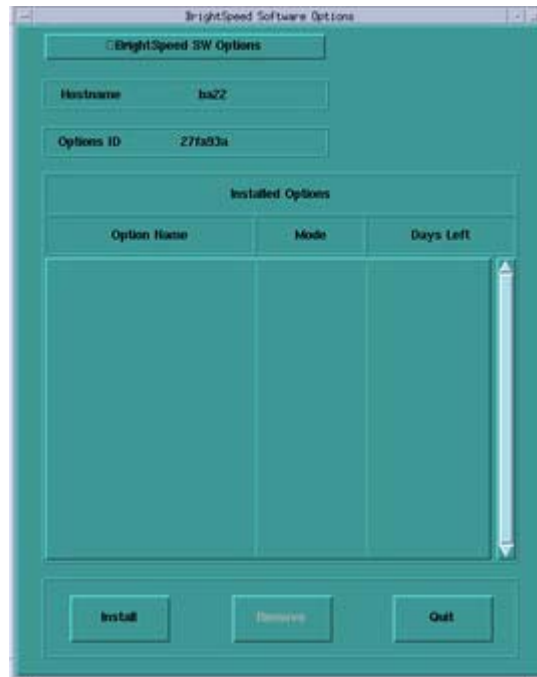 BrightSpeed Software Options
BrightSpeed SW Options
Hostname ba22
Options ID 27fa93a
Installed Options
Option Name Mode Days Left
Install Remove Quit